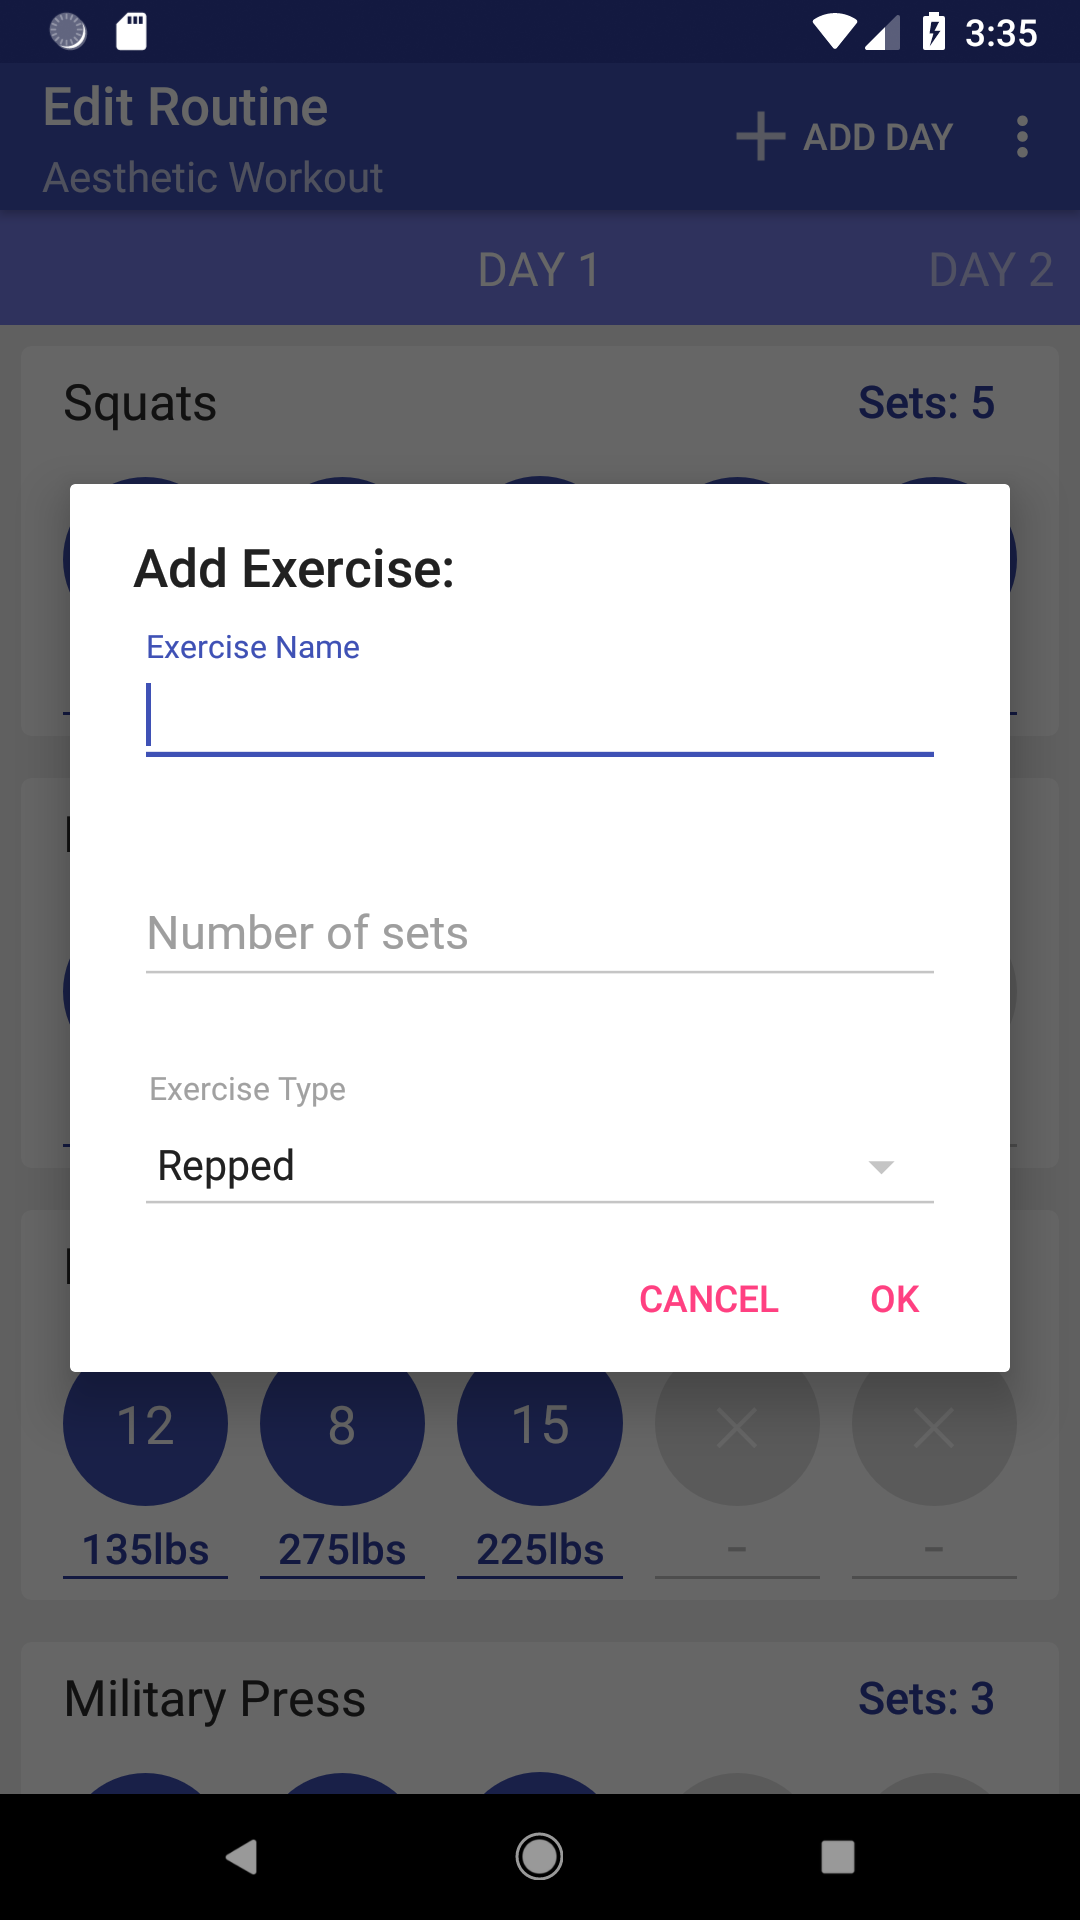 3:35
Edit Routine
Aesthetic Workout
ADD DAY
DAY 1
DAY 2
Squats
Sets: 5
Add Exercise:
Exercise Name
Number of sets
Exercise Type
Repped
CANCEL
OK
12
8
15
135lbs
275lbs
225lbs
-
-
Military Press
Sets: 3